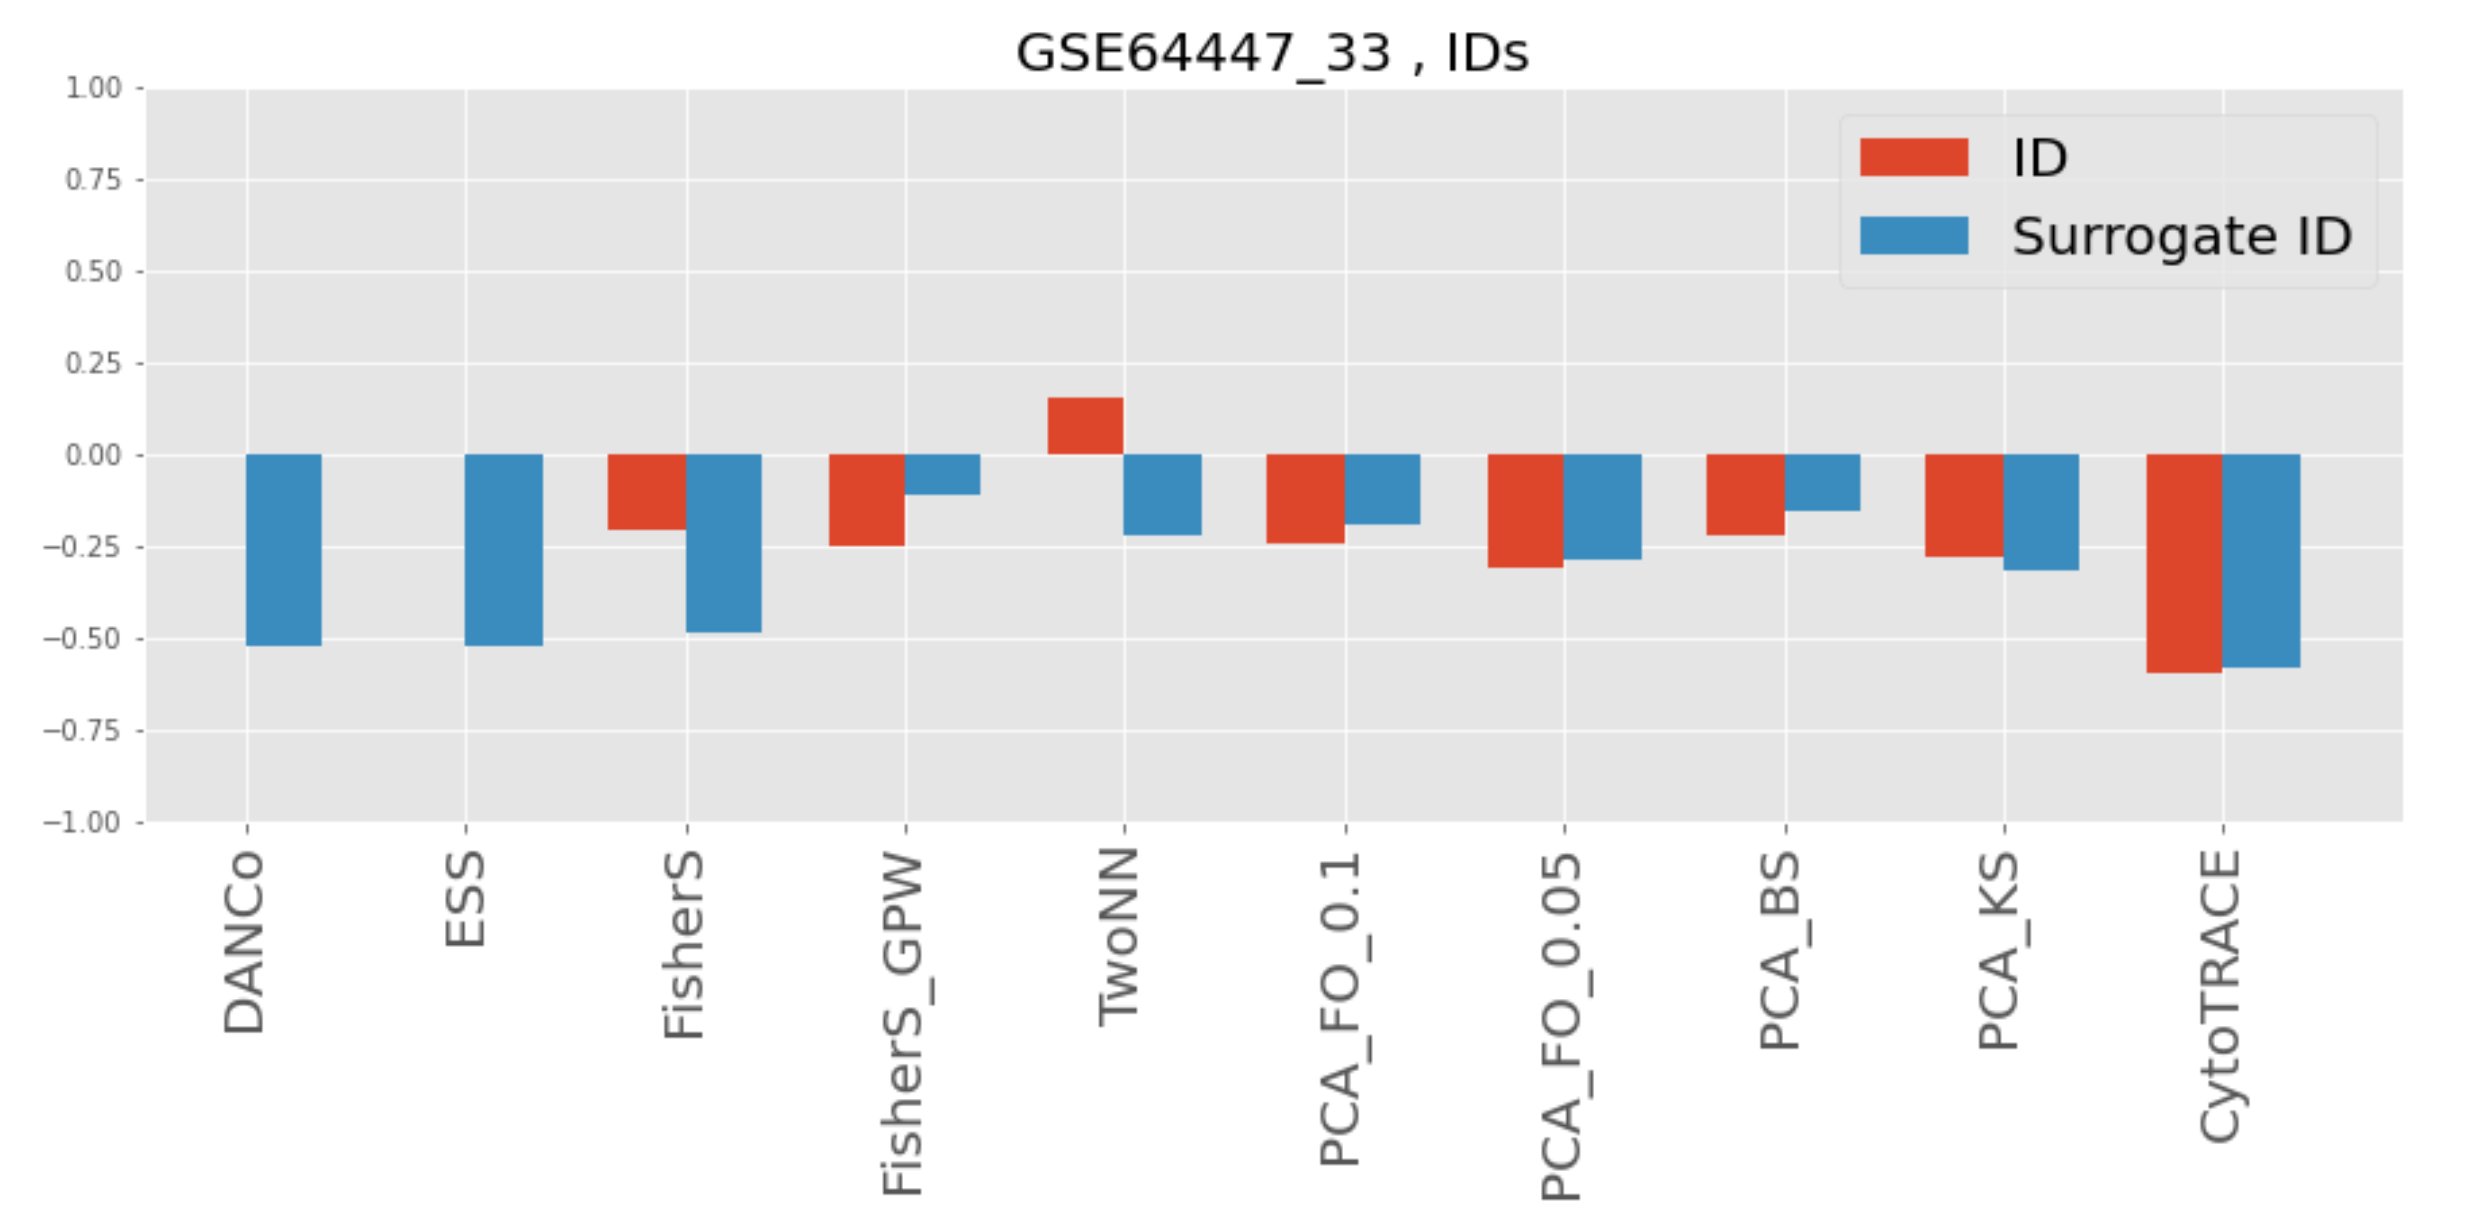 GSE64447_33 , IDs
1.00
0.75
0.50
0.25
0.00
−0.25
−0.50
−0.75
−1.00
ID
Surrogate ID
DANCo
ESS
FisherS
FisherS_GPW
TwoNN
PCA_FO_0.1
PCA_FO_0.05
PCA_BS
PCA_KS
CytoTRACE